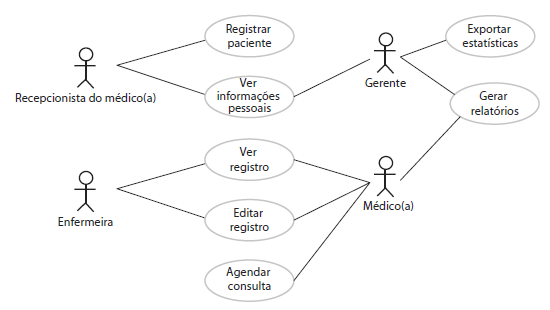 Registrar
paciente
Exportar
estatísticas
Recepcionista do médico(a)
Ver
informações
pessoais
Gerente
Gerar
relatórios
Ver
registro
Enfermeira
Editar
registro
Médico(a)
Agendar
consulta